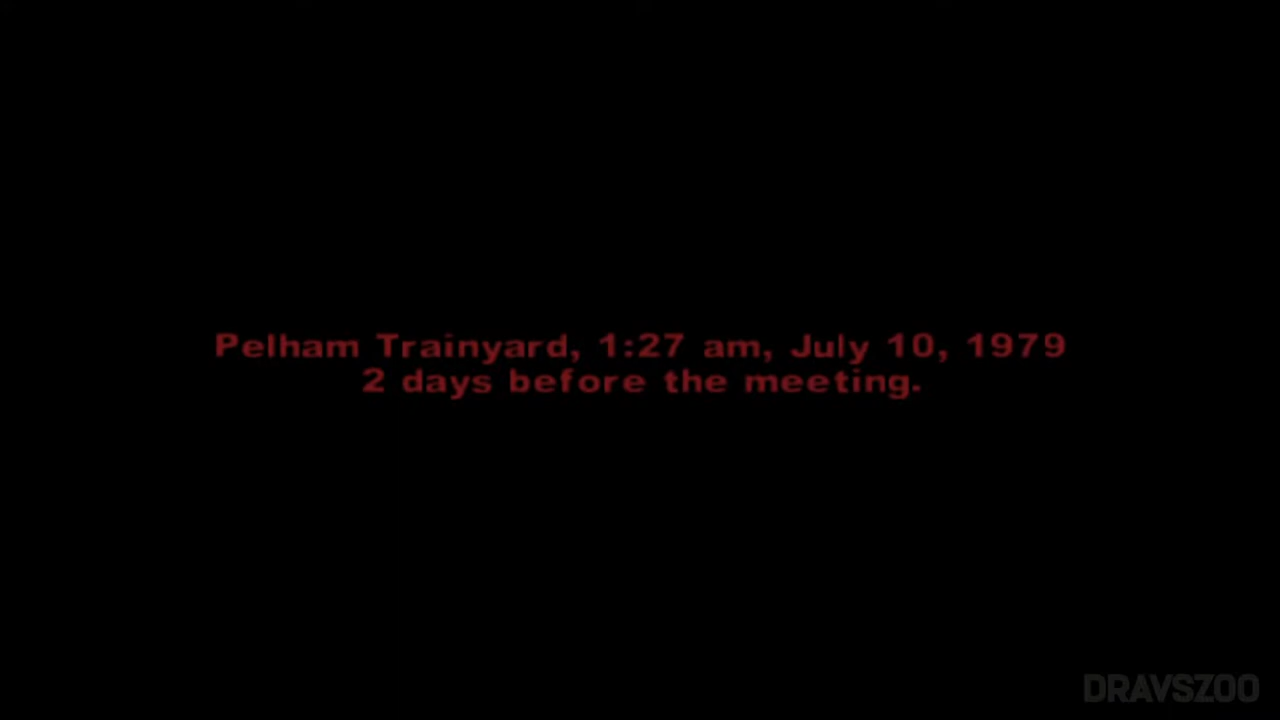 Pelham Trainyard, 1:27 am, July 10, 1979
2 days before the meeting.
DRAVSZOO